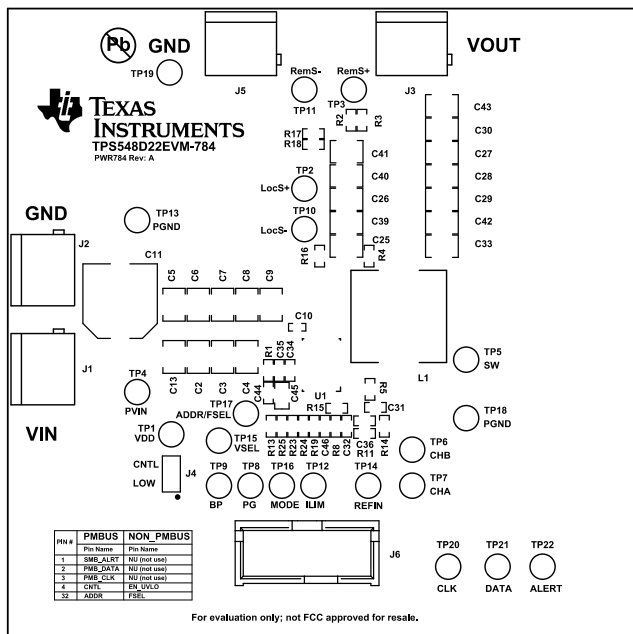 Pb
GND
TP19
J5
VOUT
J3
RemS-
RemS+
TP11
TP3
TEXAS
INSTRUMENTS
TPS548D22EVM-784
PWR784 Rev: A
R2
R3
R17
R18
C43
C30
C27
C28
C29
C42
C33
C41
C40
C26
C39
C25
TP2
LocS+
TP10
LocS-
R16
R4
GND
J2
TP13
PGND
C11
C5
C6
C7
C8
C9
C10
J1
VIN
TP4
PVIN
C13
C2
C3
C4
R1
C35
C34
C44
C45
U1
L1
TP5
SW
TP18
PGND
R5
C31
R15
TP17
ADDR/FSEL
TP1
VDD
TP15
VSEL
R13
R25
R23
R24
R19
C46
R8
C32
C36
R11
R14
TP6
CHB
TP7
CHA
CNTL
LOW
J4
TP9
BP
TP8
PG
TP16
MODE
TP12
ILIM
TP14
REFIN
J6
TP20
CLK
TP21
DATA
TP22
ALERT
PIN # PMBUS NON_PMBUS
Pin Name Pin Name
1 SMB_ALRT NU (not use)
2 PMB_DATA NU (not use)
3 PMB_CLK NU (not use)
4 CNTL EN_UVLO
32 ADDR FSEL
For evaluation only; not FCC approved for resale.